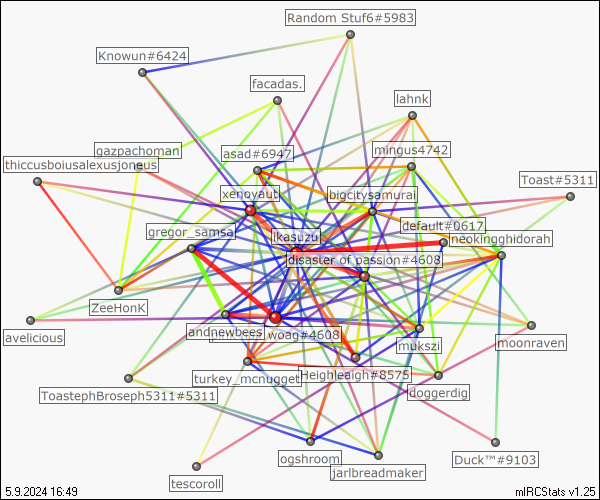 Random Stuf6#5983
Knowun#6424
facadas.
lahnk
gazpachoman
asad#6947
mingus4742
thiccusboiusalexusjoneus
Toast#5311
xenoyauti
bigcitysamurai
default#0617
gregor_samsa
ikasuzu
neokingghidorah
disaster of passion#4608
ZeeHonK
andnewbees
woag#4608
avelicious
mukszi
moonraven
turkey_mcnugget
Heighleaigh#8575
doggerdig
ToastephBroseph5311#5311
ogshroom
Duck™#9103
tescoroll
jarlbreadmaker
5.9.2024 16:49
mIRCStats v1.25